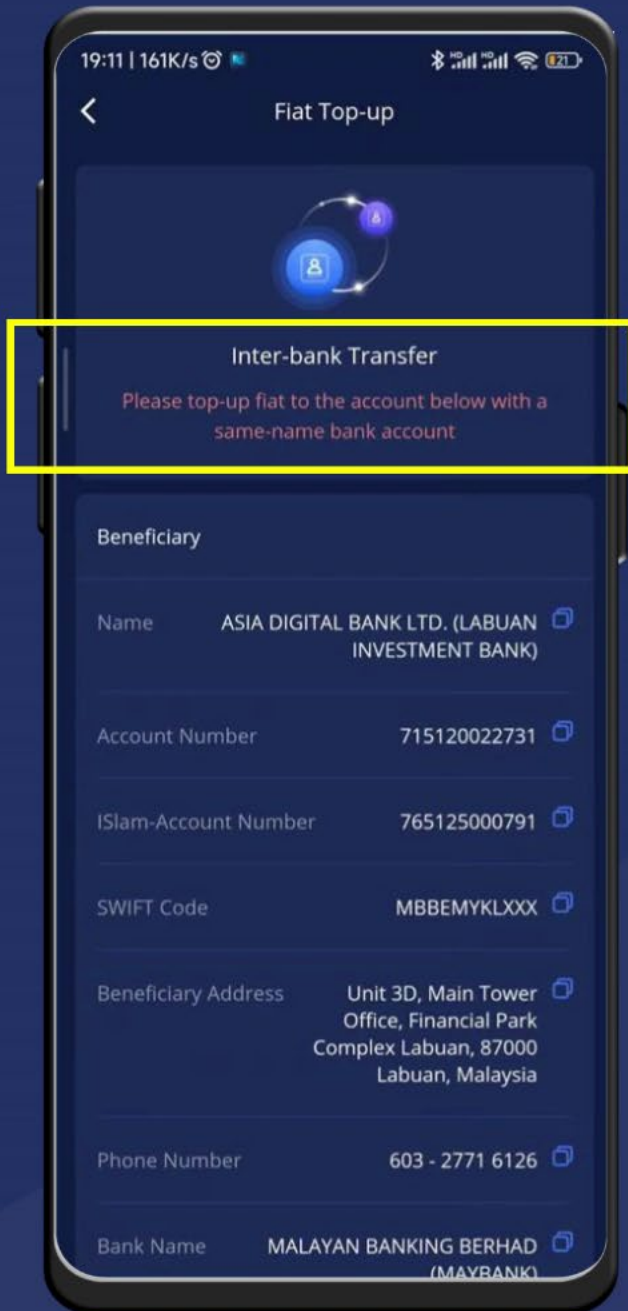 19:11 | 161K/s
21
Fiat Top-up
Inter-bank Transfer
Please top-up fiat to the account below with a
same-name bank account
Beneficiary
Name ASIA DIGITAL BANK LTD. (LABUAN
INVESTMENT BANK)
Account Number 715120022731
ISlam-Account Number 765125000791
SWIFT Code MBBEMYKLXXX
Beneficiary Address Unit 3D, Main Tower
Office, Financial Park
Complex Labuan, 87000
Labuan, Malaysia
Phone Number 603 - 2771 6126
Bank Name MALAYAN BANKING BERHAD
(MAYBANK)